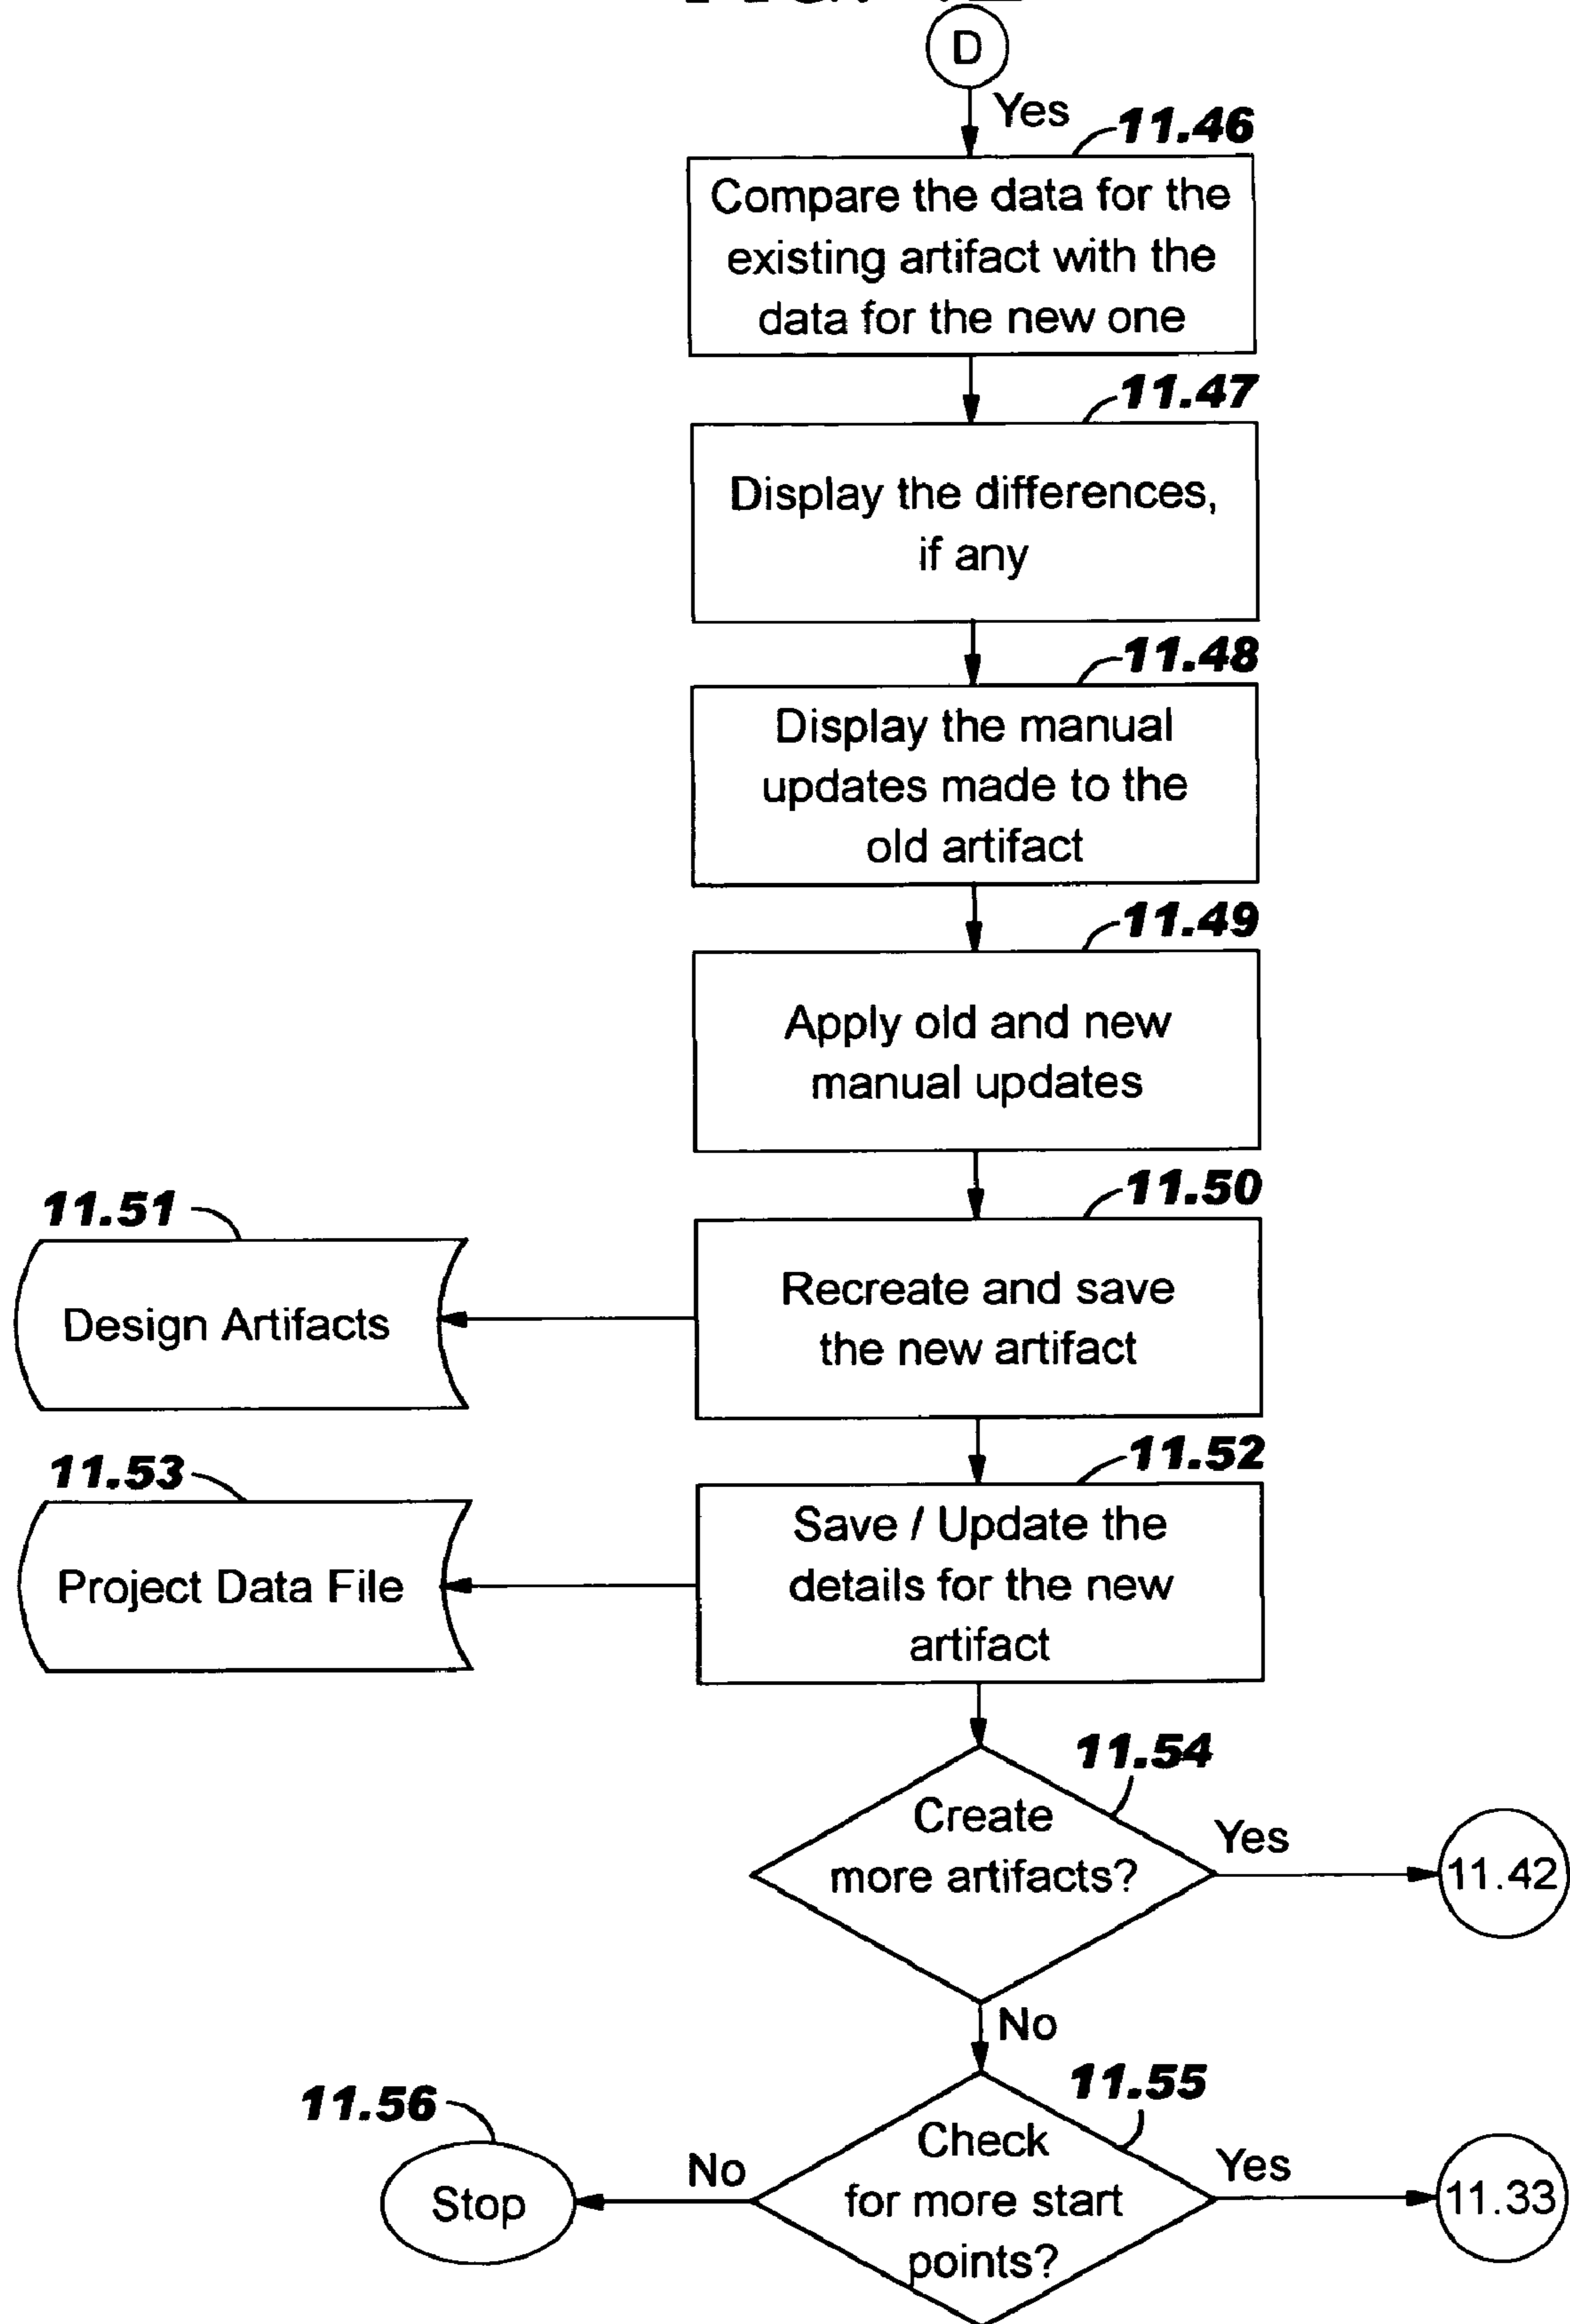 D
Yes
11.46
Compare the data for the
existing artifact with the
data for the new one
11.47
Display the differences,
if any
11.48
Display the manual
updates made to the
old artifact
11.49
Apply old and new
manual updates
11.50
Recreate and save
the new artifact
11.51
Design Artifacts
11.52
Save / Update the
details for the new
artifact
11.53
Project Data File
11.54
Create
more artifacts?
Yes
11.42
No
11.55
Check
for more start
points?
Yes
11.33
No
11.56
Stop